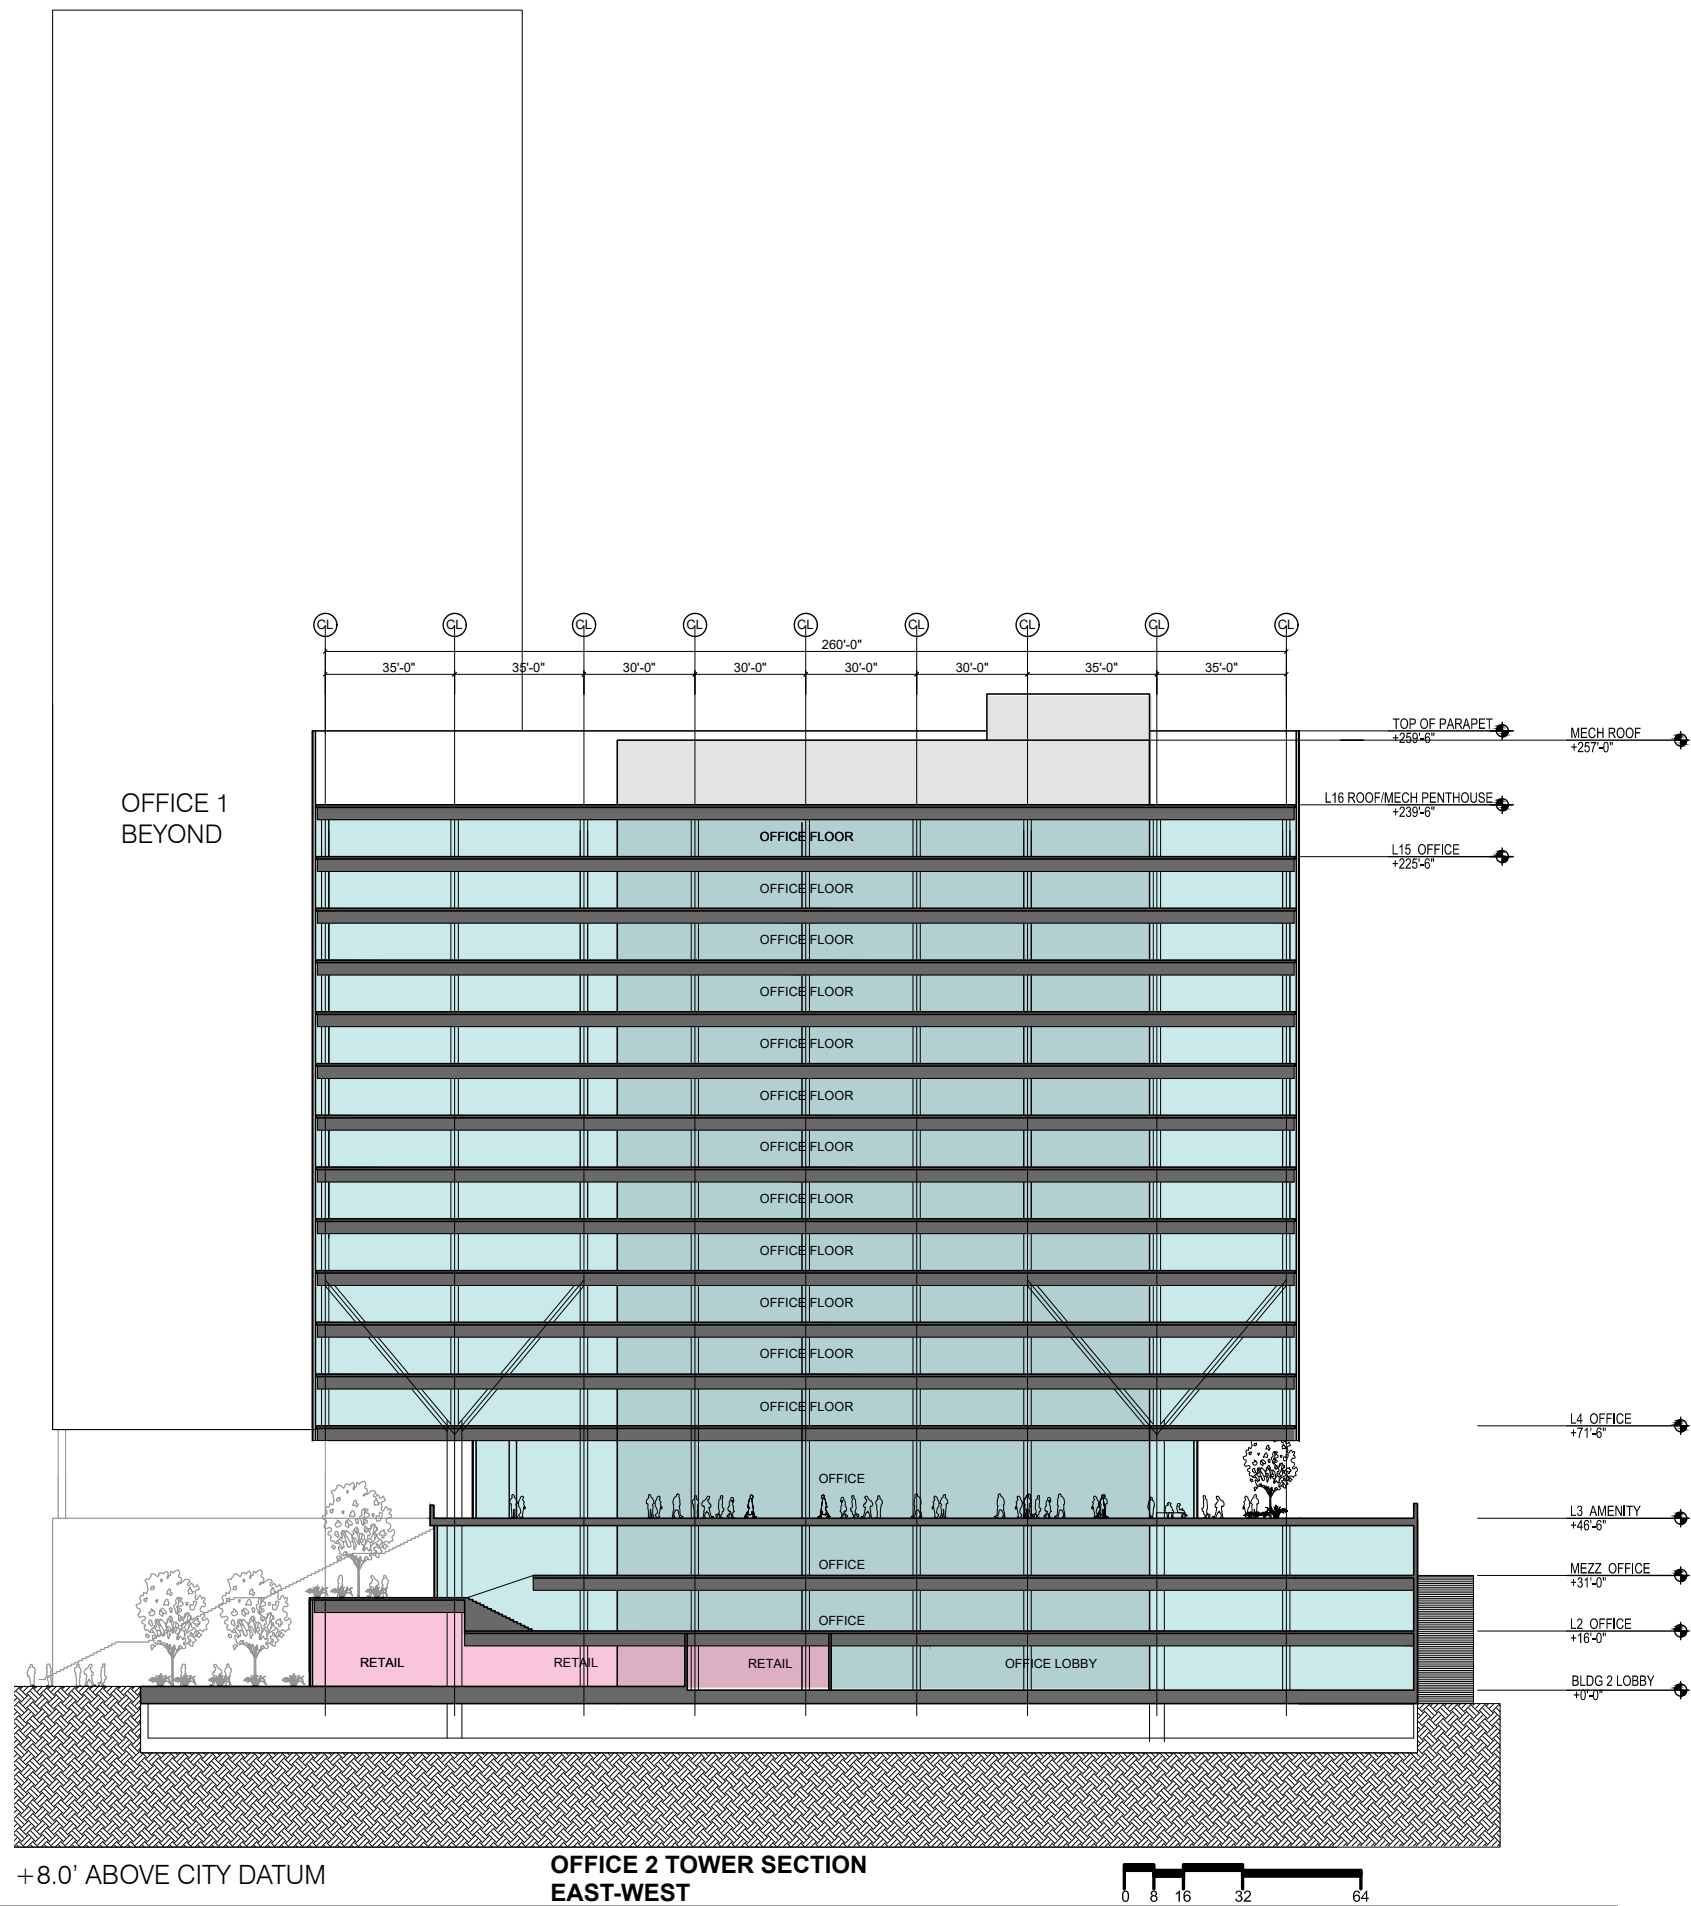 CL CL CL CL CL CL CL CL CL
260'-0"
35'-0" 35'-0" 30'-0" 30'-0" 30'-0" 30'-0" 35'-0" 35'-0"
TOP OF PARAPET
+259'-6"
MECH ROOF
+257'-0"
OFFICE 1
BEYOND
L16 ROOF/MECH PENTHOUSE
+239'-6"
OFFICE FLOOR
L15 OFFICE
+225'-6"
OFFICE FLOOR
OFFICE FLOOR
OFFICE FLOOR
OFFICE FLOOR
OFFICE FLOOR
OFFICE FLOOR
OFFICE FLOOR
OFFICE FLOOR
OFFICE FLOOR
OFFICE FLOOR
OFFICE FLOOR
L4 OFFICE
+71'-6"
OFFICE
L3 AMENITY
+46'-6"
OFFICE
MEZZ OFFICE
+31'-0"
OFFICE
L2 OFFICE
+16'-0"
RETAIL RETAIL RETAIL OFFICE LOBBY
BLDG 2 LOBBY
+0'-0"
+8.0' ABOVE CITY DATUM
OFFICE 2 TOWER SECTION
EAST-WEST
0 8 16 32 64